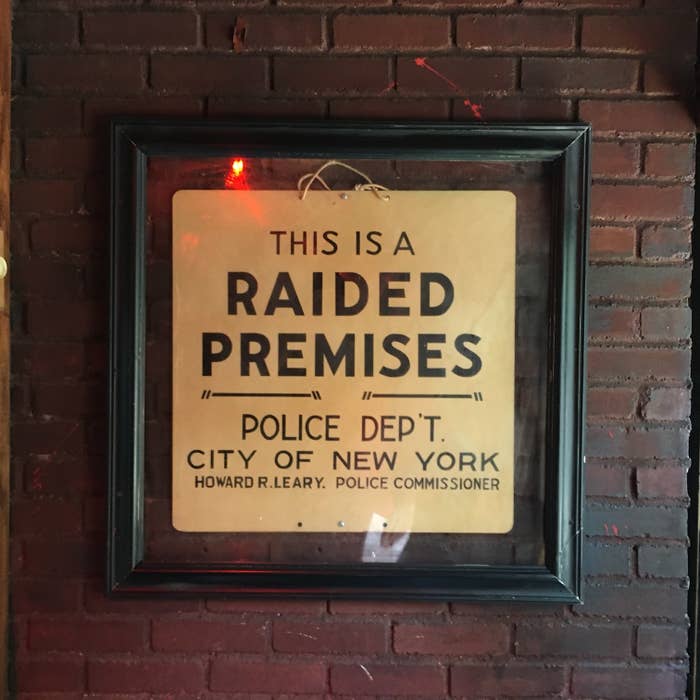 THIS IS A
RAIDED
PREMISES
POLICE DEP'T.
CITY OF NEW YORK
HOWARD R.LEARY. POLICE COMMISSIONER